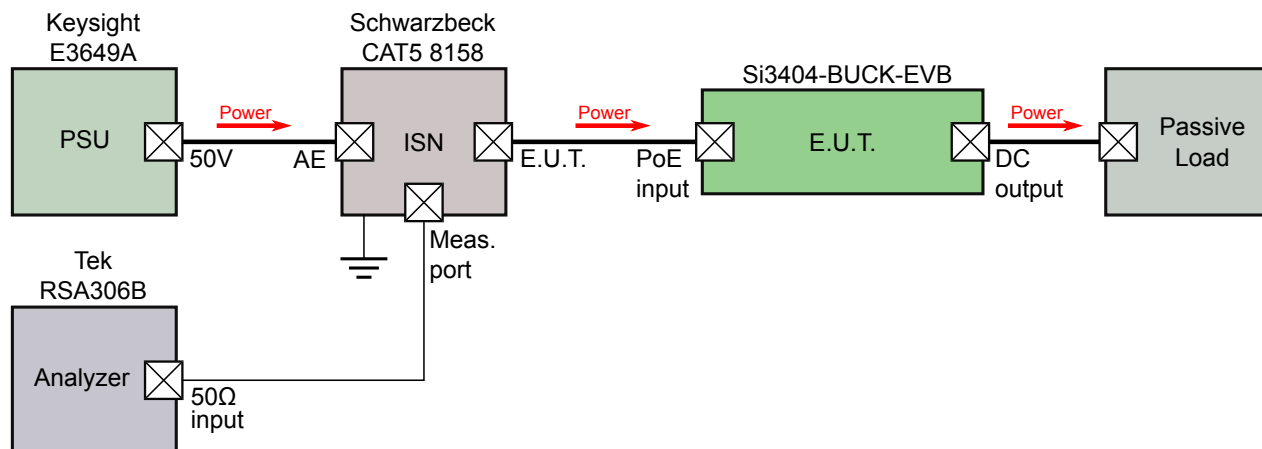 Keysight
E3649A
PSU
50V
Power
Schwarzbeck
CAT5 8158
AE
ISN
E.U.T.
Meas.
port
Power
Si3404-BUCK-EVB
PoE
input
E.U.T.
DC
output
Power
Passive
Load
Tek
RSA306B
Analyzer
50Ω
input